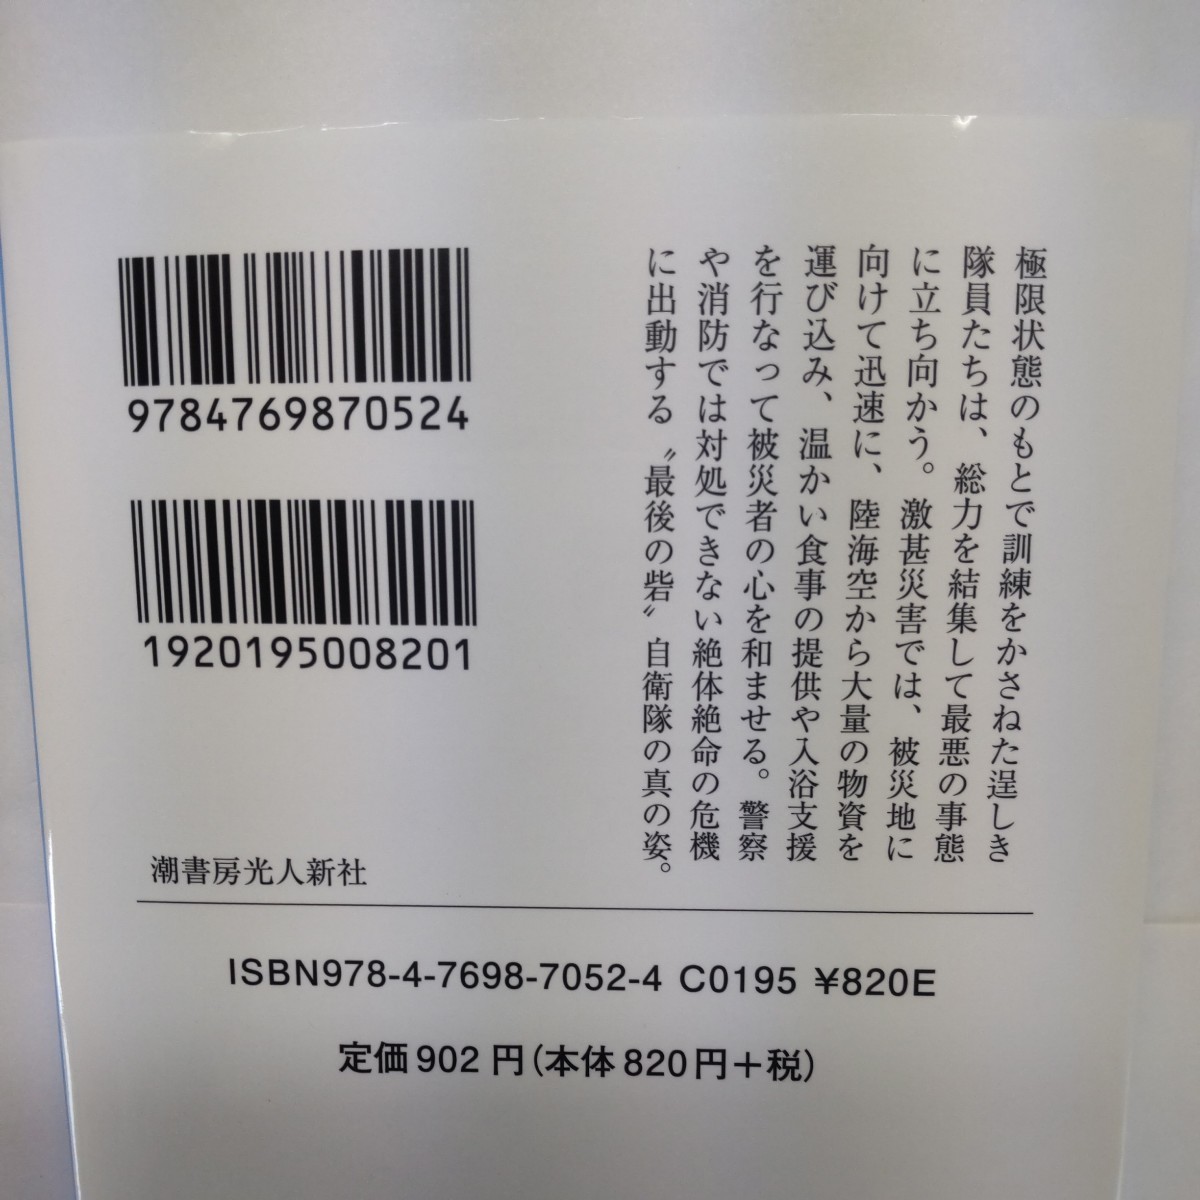 極限状態のもとで訓練をかさねた逞しき
隊員たちは、総力を結集して最悪の事態
に立ち向かう。激甚災害では、被災地に
向けて迅速に、陸海空から大量の物資を
運び込み、温かい食事の提供や入浴支援
を行なって被災者の心を和ませる。警察
や消防では対処できない絶体絶命の危機
に出動する〝最後の砦〟自衛隊の真の姿。
9784769870524
1920195008201
潮書房光人新社
ISBN978-4-7698-7052-4 C0195 ¥820E
定価902円(本体820円+税)